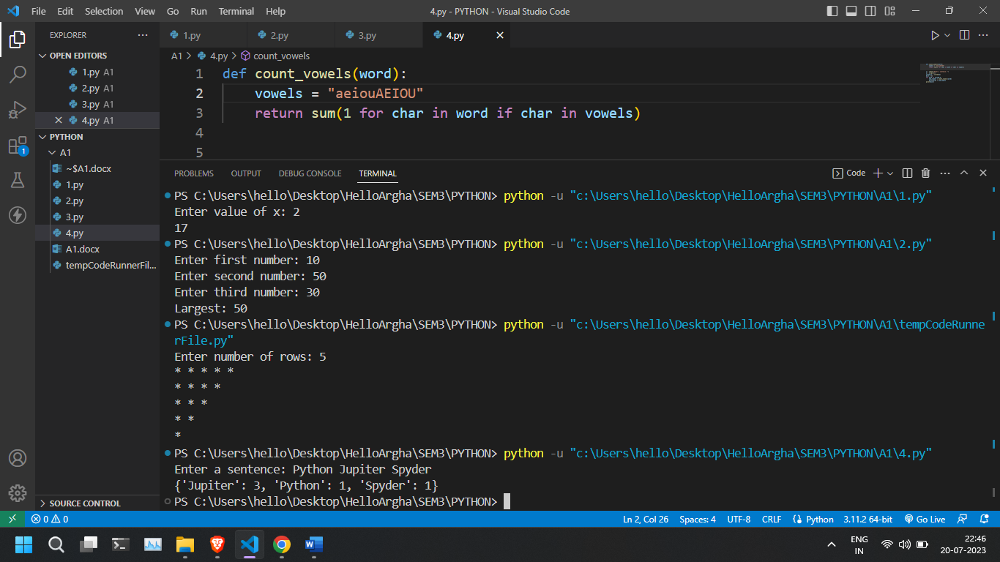 File Edit Selection View Go Run Terminal Help
4.py - PYTHON - Visual Studio Code
EXPLORER
OPEN EDITORS
1.py A1
2.py A1
3.py A1
4.py A1
PYTHON
A1
~$A1.docx
1.py
2.py
3.py
4.py
A1.docx
tempCodeRunnerFil...
SOURCE CONTROL
1
1.py 2.py 3.py 4.py
A1 > 4.py > count_vowels
1 def count_vowels(word):
2 vowels = "aeiouAEIOU"
3 return sum(1 for char in word if char in vowels)
4
5
PROBLEMS OUTPUT DEBUG CONSOLE TERMINAL
Code
PS C:\Users\hello\Desktop\HelloArgha\SEM3\PYTHON> python -u "c:\Users\hello\Desktop\HelloArgha\SEM3\PYTHON\A1\1.py"
Enter value of x: 2
17
PS C:\Users\hello\Desktop\HelloArgha\SEM3\PYTHON> python -u "c:\Users\hello\Desktop\HelloArgha\SEM3\PYTHON\A1\2.py"
Enter first number: 10
Enter second number: 50
Enter third number: 30
Largest: 50
PS C:\Users\hello\Desktop\HelloArgha\SEM3\PYTHON> python -u "c:\Users\hello\Desktop\HelloArgha\SEM3\PYTHON\A1\tempCodeRunne
rFile.py"
Enter number of rows: 5
* * * * *
* * * *
* * *
* *
*
PS C:\Users\hello\Desktop\HelloArgha\SEM3\PYTHON> python -u "c:\Users\hello\Desktop\HelloArgha\SEM3\PYTHON\A1\4.py"
Enter a sentence: Python Jupiter Spyder
{'Jupiter': 3, 'Python': 1, 'Spyder': 1}
PS C:\Users\hello\Desktop\HelloArgha\SEM3\PYTHON>
0 0 Ln 2, Col 26 Spaces: 4 UTF-8 CRLF Python 3.11.2 64-bit Go Live
ENG
IN
22:46
20-07-2023